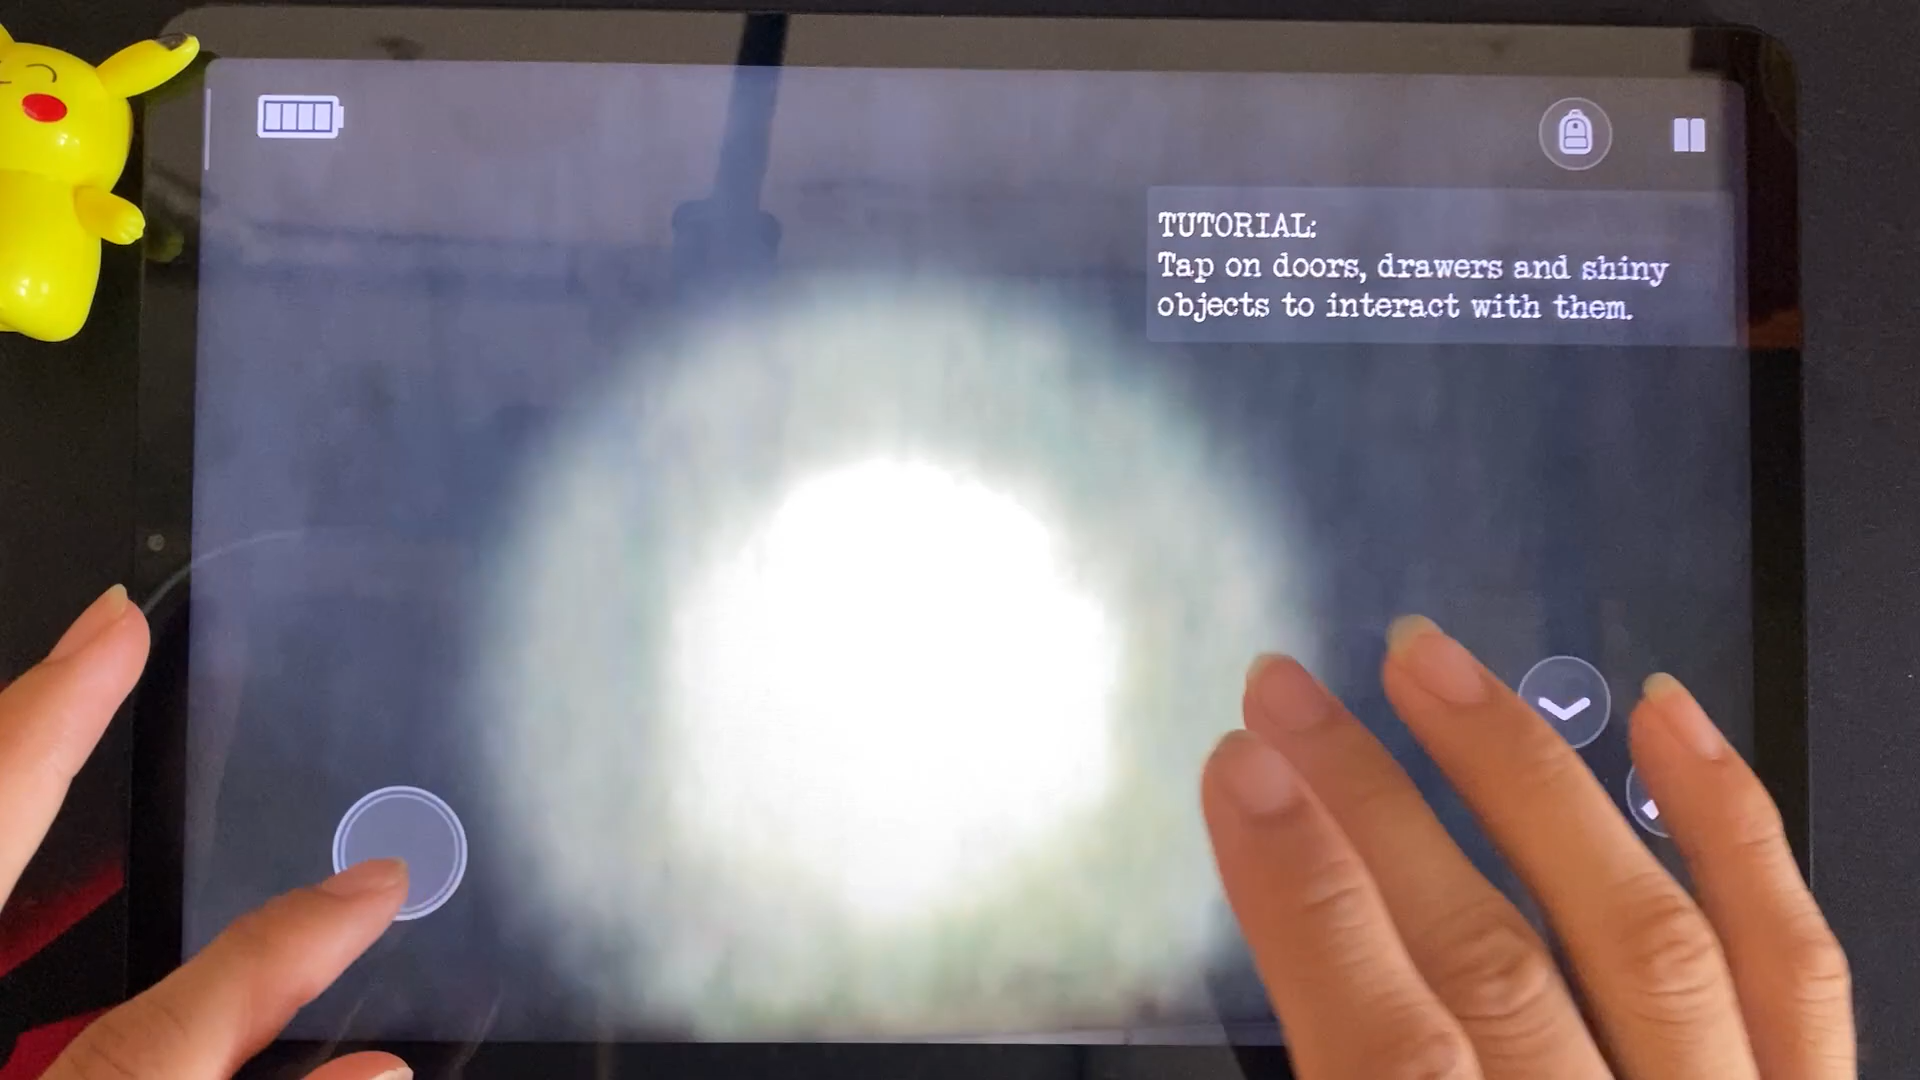 TUTORIAL:
Tap on doors, drawers and shiny
objects to interact with them.